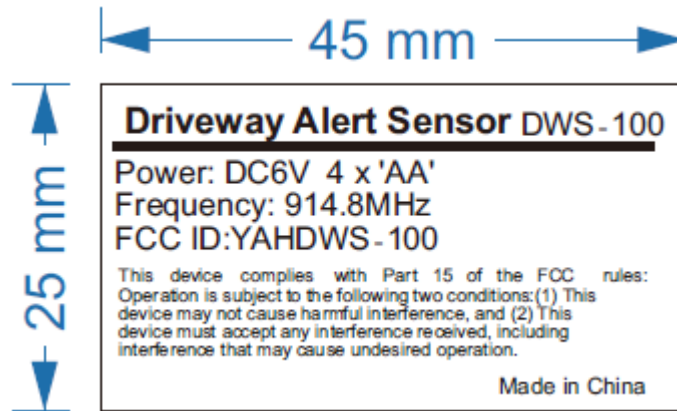 45 mm
25 mm
Driveway Alert Sensor DWS-100
Power: DC6V 4 x 'AA'
Frequency: 914.8MHz
FCC ID:YAHDWS-100
This device complies with Part 15 of the FCC rules:
Operation is subject to the following two conditions:(1) This
device may not cause harmful interference, and (2) This
device must accept any interference received, including
interference that may cause undesired operation.
Made in China